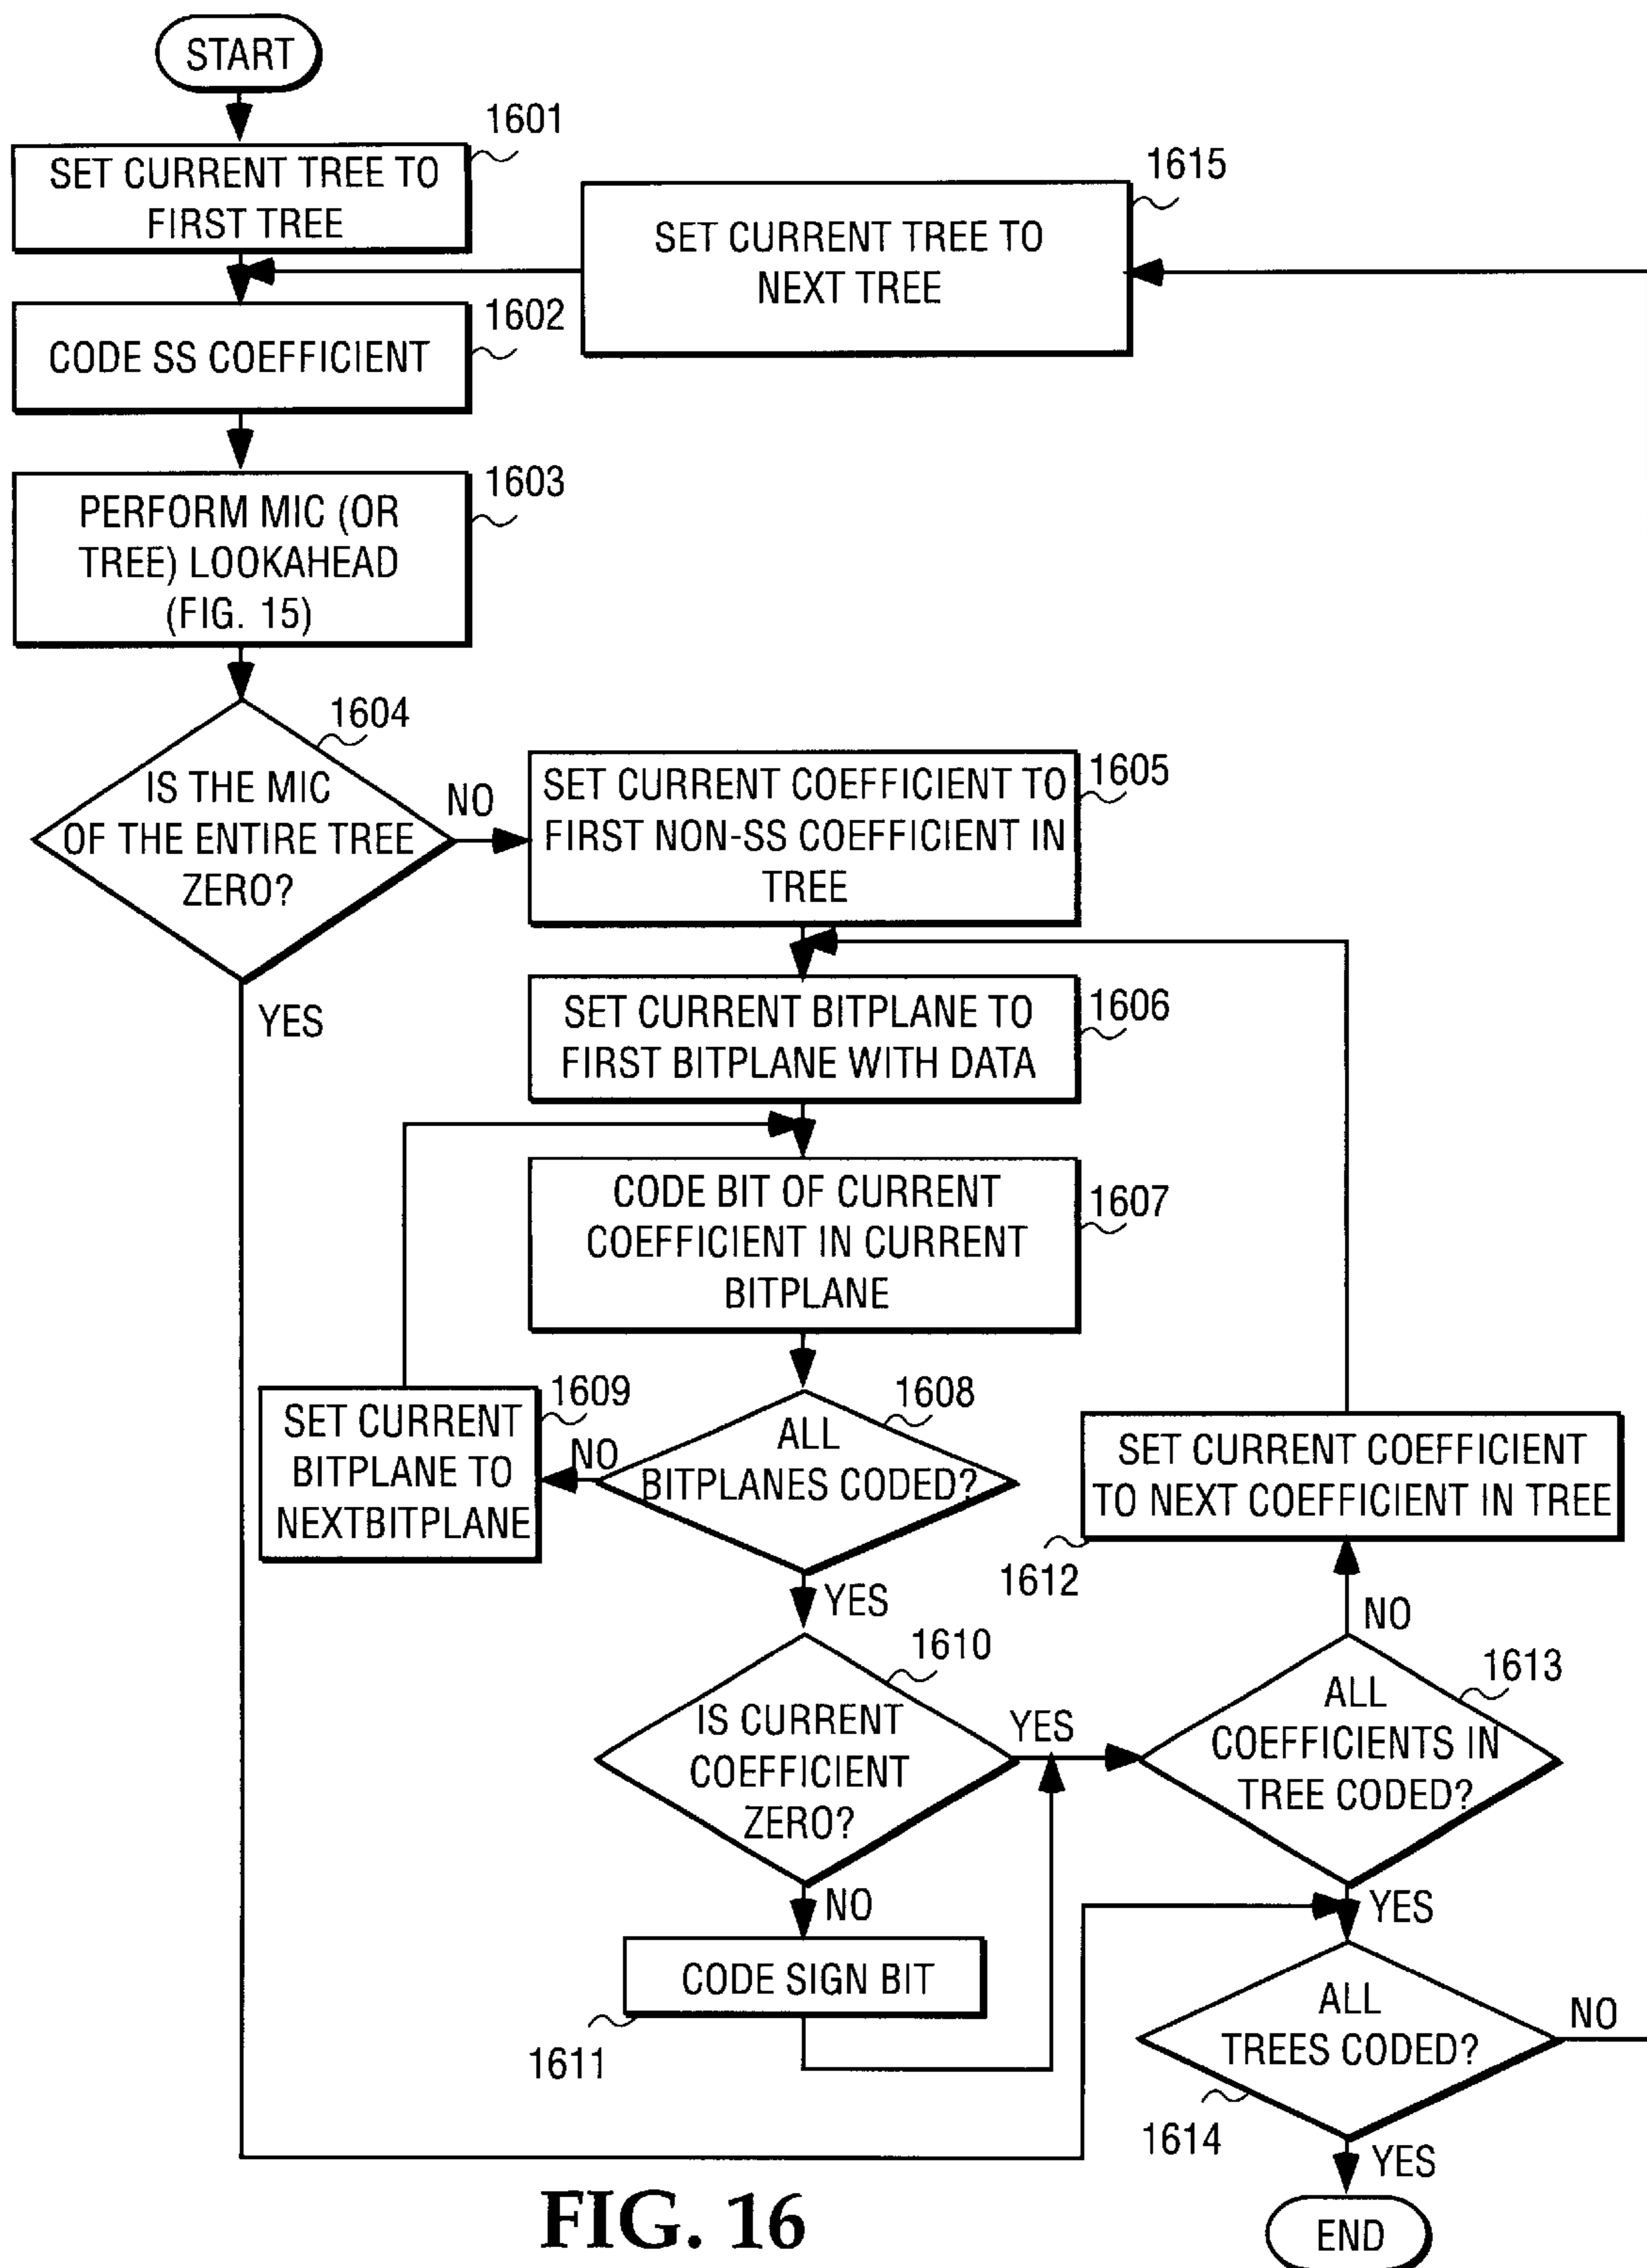 START
1601
SET CURRENT TREE TO
FIRST TREE
1615
SET CURRENT TREE TO
NEXT TREE
1602
CODE SS COEFFICIENT
1603
PERFORM MIC (OR
TREE) LOOKAHEAD
(FIG. 15)
1604
IS THE MIC
OF THE ENTIRE TREE
ZERO?
NO
YES
1605
SET CURRENT COEFFICIENT TO
FIRST NON-SS COEFFICIENT IN
TREE
1606
SET CURRENT BITPLANE TO
FIRST BITPLANE WITH DATA
1607
CODE BIT OF CURRENT
COEFFICIENT IN CURRENT
BITPLANE
1608
ALL
BITPLANES CODED?
NO
1609
SET CURRENT
BITPLANE TO
NEXTBITPLANE
YES
1610
IS CURRENT
COEFFICIENT
ZERO?
YES
NO
CODE SIGN BIT
1611
SET CURRENT COEFFICIENT
TO NEXT COEFFICIENT IN TREE
1612
NO
1613
ALL
COEFFICIENTS IN
TREE CODED?
YES
ALL
TREES CODED?
NO
1614
YES
END
FIG. 16